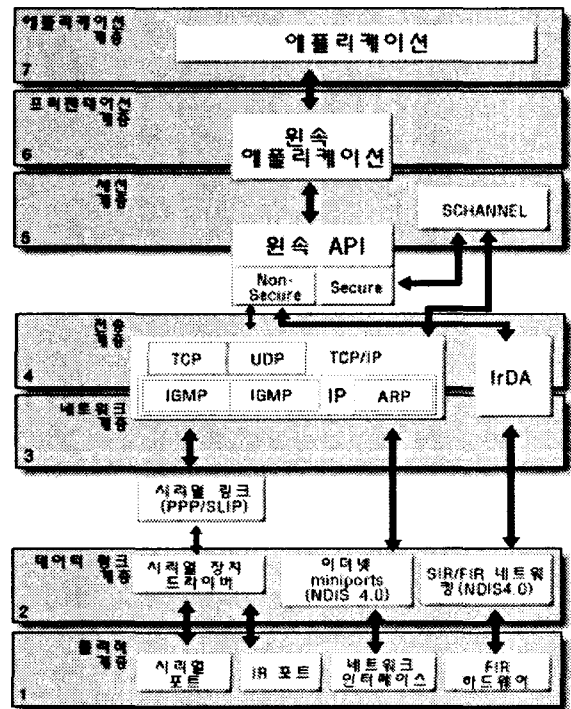 애플리케이션
계층
7
애플리케이션
프리젠테이션
계층
6
윈속
애플리케이션
세션
계층
5
SCHANNEL
윈속 API
Non-
Secure
Secure
전송
계층
4
TCP
UDP
TCP/IP
IGMP
IGMP
IP
ARP
IrDA
네트워크
계층
3
시리얼 링크
(PPP/SLIP)
데이터 링크
계층
2
시리얼 장치
드라이버
이더넷
miniports
(NDIS 4.0)
SIR/FIR 네트워
킹(NDIS4.0)
물리적
계층
1
시리얼
포트
IR 포트
네트워크
인터페이스
FIR
하드웨어